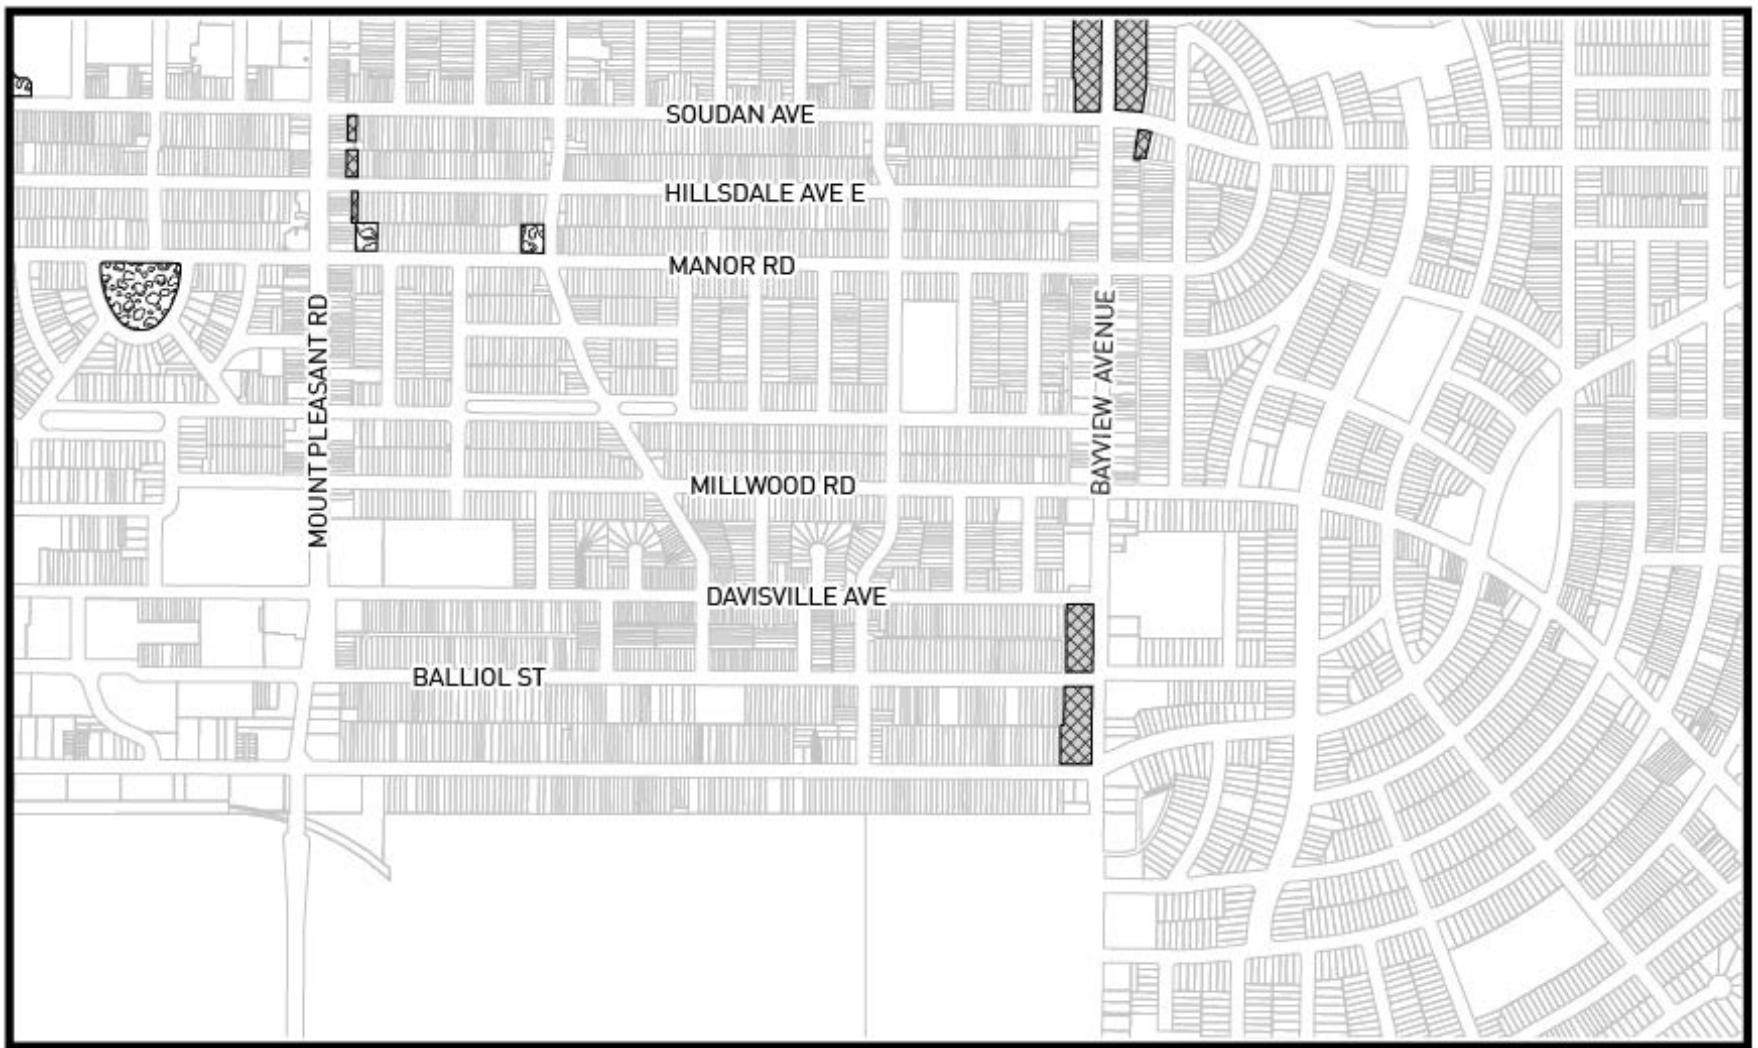 SOUDAN AVE
HILLSDALE AVE E
MANOR RD
MOUNT PLEASANT RD
BAYVIEW AVENUE
MILLWOOD RD
DAVISVILLE AVE
BALLIOL ST